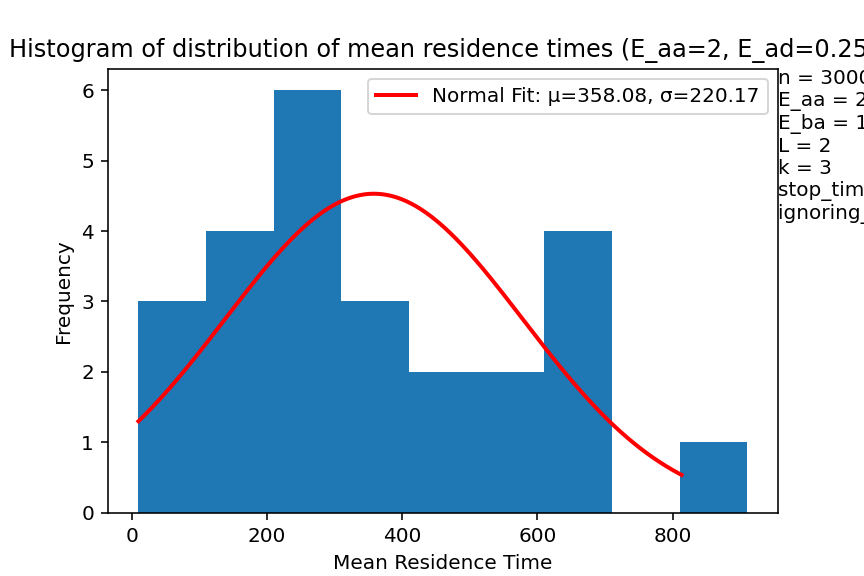 Histogram of distribution of mean residence times (E_aa=2, E_ad=0.25
Normal Fit: μ=358.08, σ=220.17
n = 3000
E_aa = 2
E_ba = 1
L = 2
k = 3
stop_tim
ignoring_
Frequency
6
5
4
3
2
1
0
0 200 400 600 800
Mean Residence Time